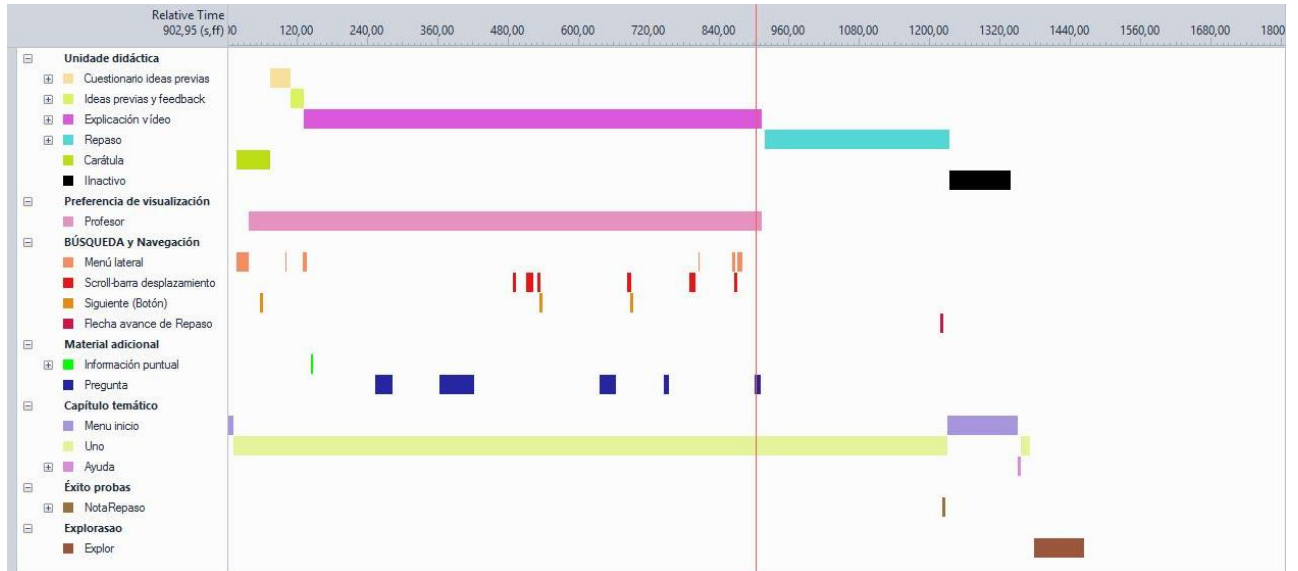 Relative Time
902,95 (s,ff) 00 120,00 240,00 360,00 480,00 600,00 720,00 840,00 960,00 1080,00 1200,00 1320,00 1440,00 1560,00 1680,00 1800
Unidade didáctica
Cuestionario ideas previas
Ideas previas y feedback
Explicación vídeo
Repaso
Carátula
IInactivo
Preferencia de visualización
Profesor
BÚSQUEDA y Navegación
Menú lateral
Scroll-barra desplazamiento
Siguiente (Botón)
Flecha avance de Repaso
Material adicional
Información puntual
Pregunta
Capítulo temático
Menu inicio
Uno
Ayuda
Éxito probas
NotaRepaso
Explorasao
Explor